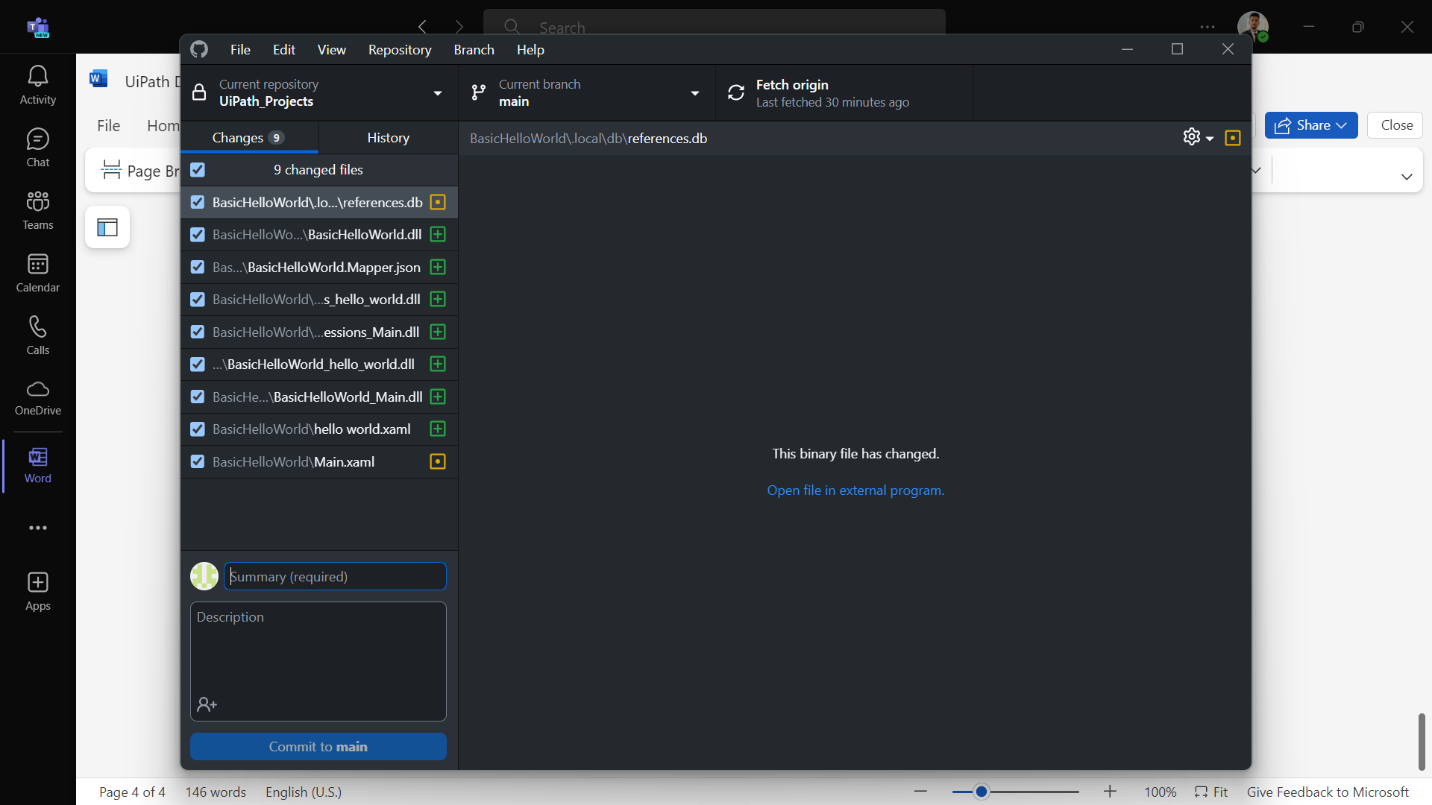 Search
File Edit View Repository Branch Help
Current repository
UiPath_Projects
Current branch
main
Fetch origin
Last fetched 30 minutes ago
Changes 9
History
BasicHelloWorld\.local\db\references.db
9 changed files
BasicHelloWorld\.lo...\references.db
BasicHelloWo...\BasicHelloWorld.dll
Bas...\BasicHelloWorld.Mapper.json
BasicHelloWorld\...s_hello_world.dll
BasicHelloWorld\...essions_Main.dll
...\BasicHelloWorld_hello_world.dll
BasicHe...\BasicHelloWorld_Main.dll
BasicHelloWorld\hello world.xaml
BasicHelloWorld\Main.xaml
This binary file has changed.
Open file in external program.
Summary (required)
Description
Commit to main
Activity
Chat
Teams
Calendar
Calls
OneDrive
Word
Apps
UiPath
File
Hom
Page Br
Share
Close
Page 4 of 4 146 words English (U.S.)
100% Fit Give Feedback to Microsoft